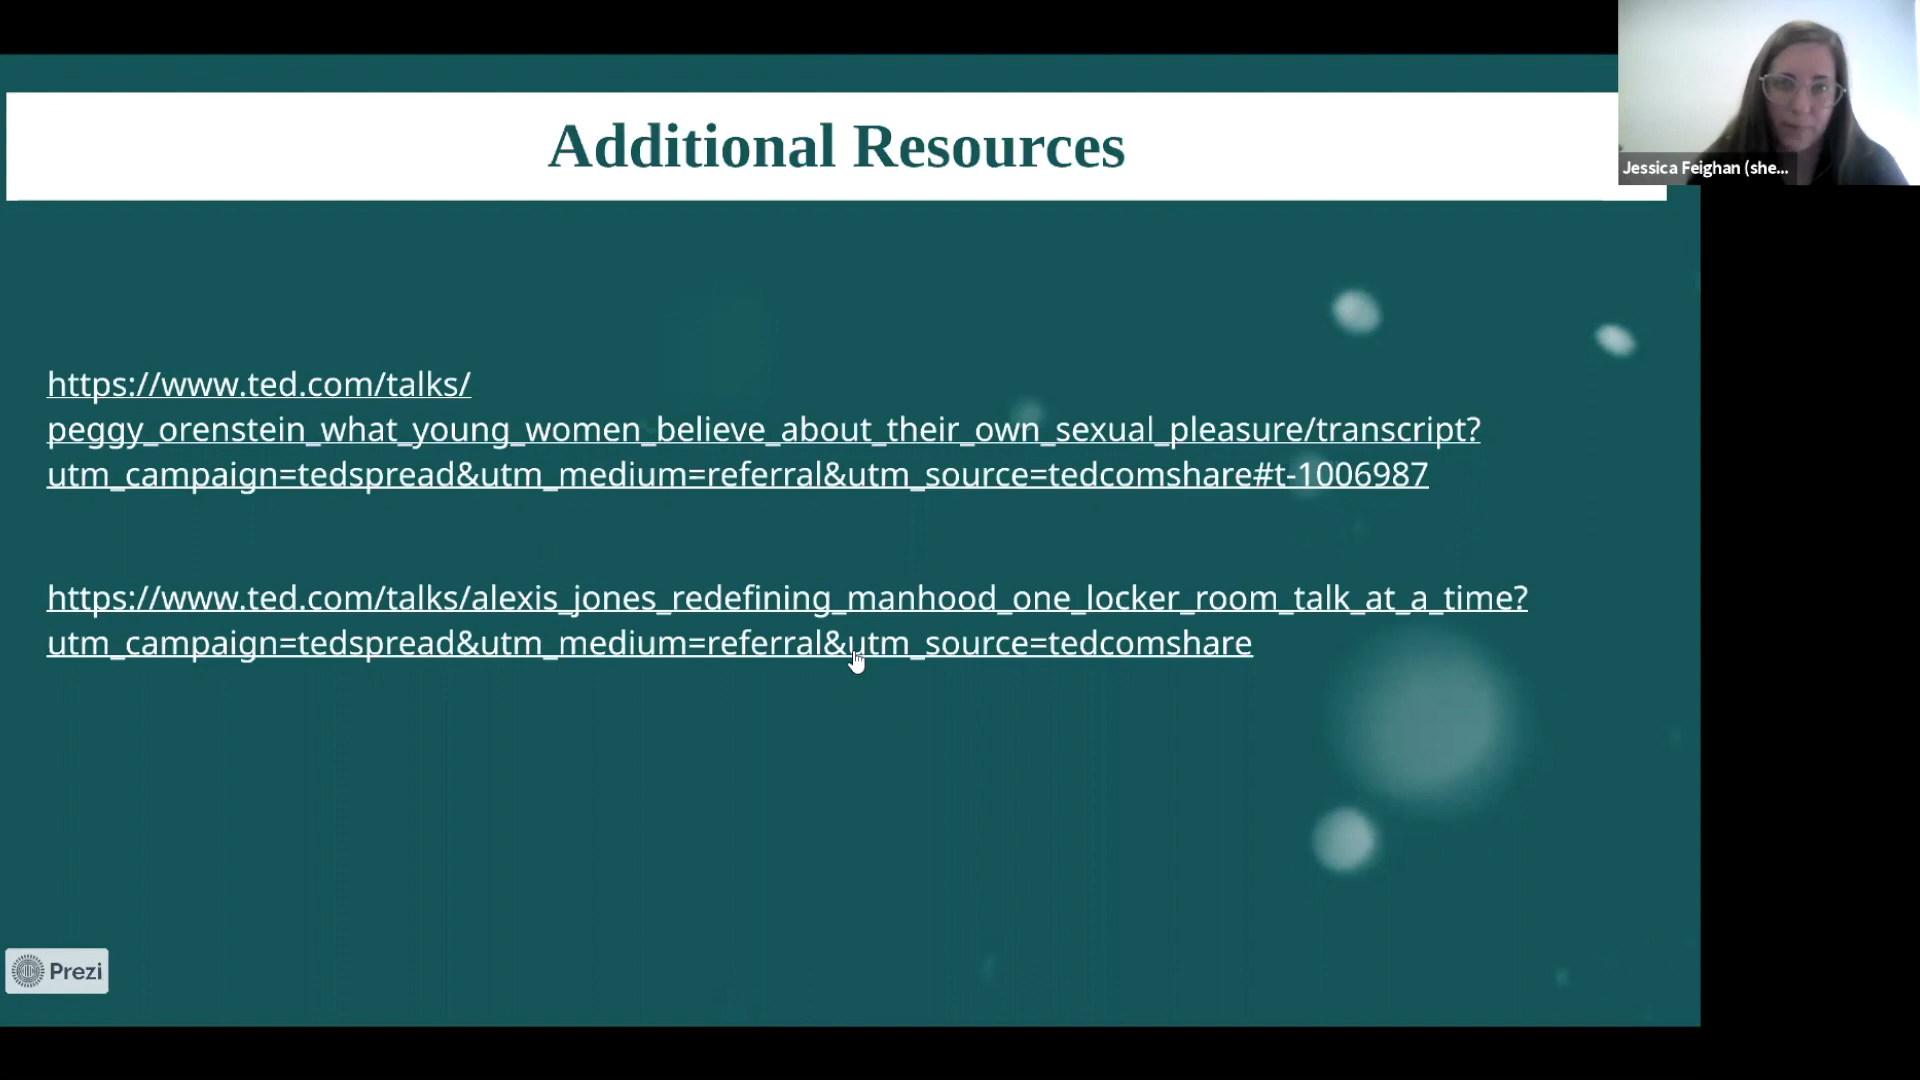 Additional Resources
Jessica Feighan (she...
https://www.ted.com/talks/
peggy_orenstein_what_young_women_believe_about_their_own_sexual_pleasure/transcript?
utm_campaign=tedspread&utm_medium=referral&utm_source=tedcomshare#t-1006987
https://www.ted.com/talks/alexis_jones_redefining_manhood_one_locker_room_talk_at_a_time?
utm_campaign=tedspread&utm_medium=referral&utm_source=tedcomshare
Prezi